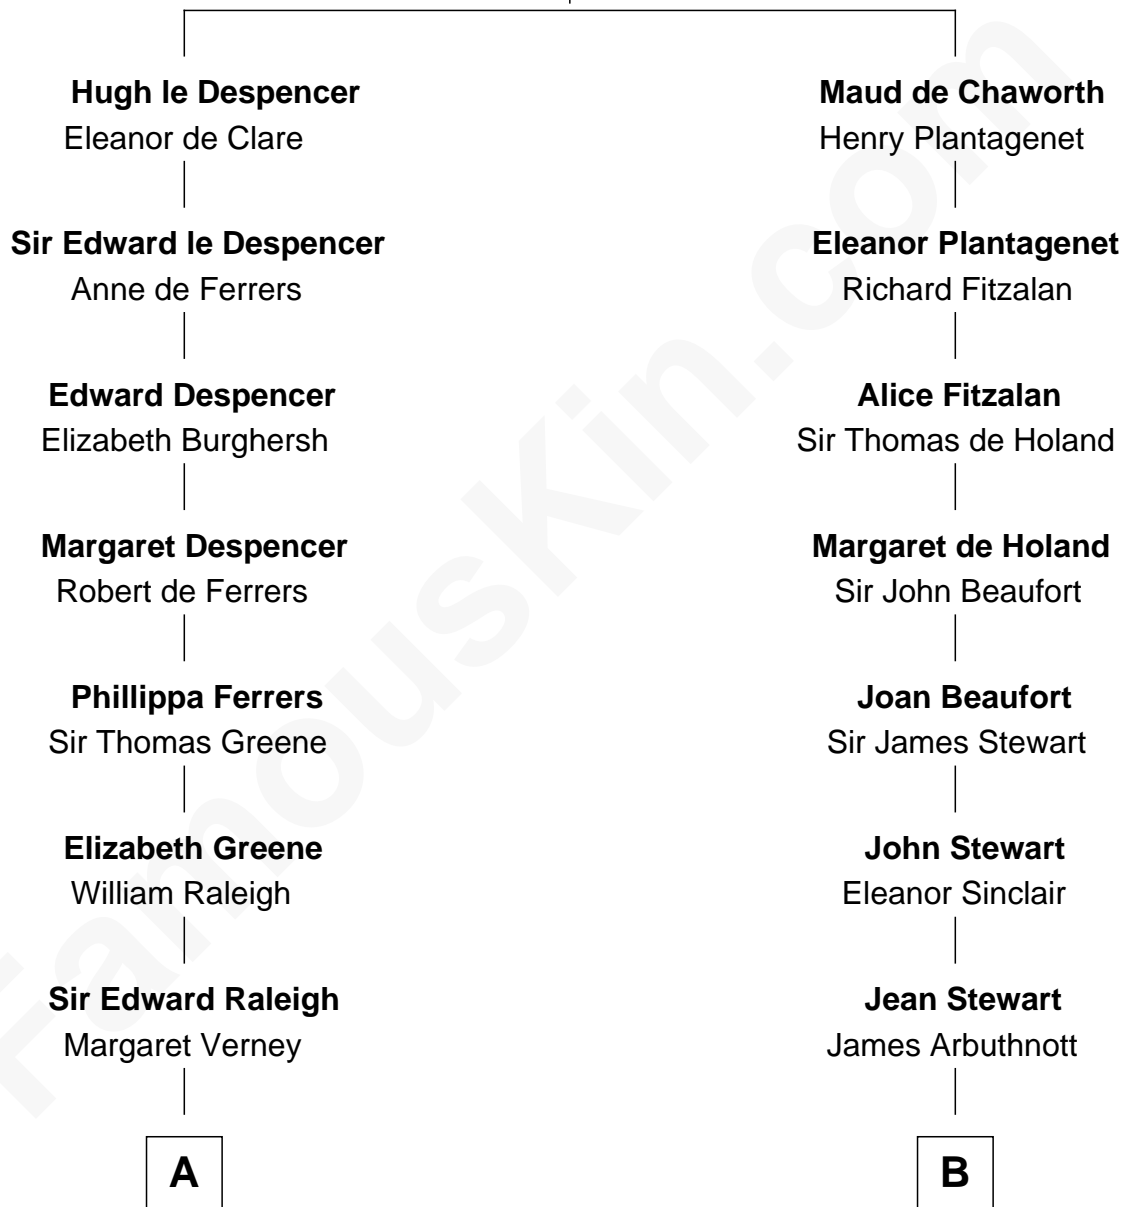 Hugh le Despencer
Eleanor de Clare
Sir Edward le Despencer
Anne de Ferrers
Edward Despencer
Elizabeth Burghersh
Margaret Despencer
Robert de Ferrers
Phillippa Ferrers
Sir Thomas Greene
Elizabeth Greene
William Raleigh
Sir Edward Raleigh
Margaret Verney
A
Maud de Chaworth
Henry Plantagenet
Eleanor Plantagenet
Richard Fitzalan
Alice Fitzalan
Sir Thomas de Holand
Margaret de Holand
Sir John Beaufort
Joan Beaufort
Sir James Stewart
John Stewart
Eleanor Sinclair
Jean Stewart
James Arbuthnott
B
FamousKin.com